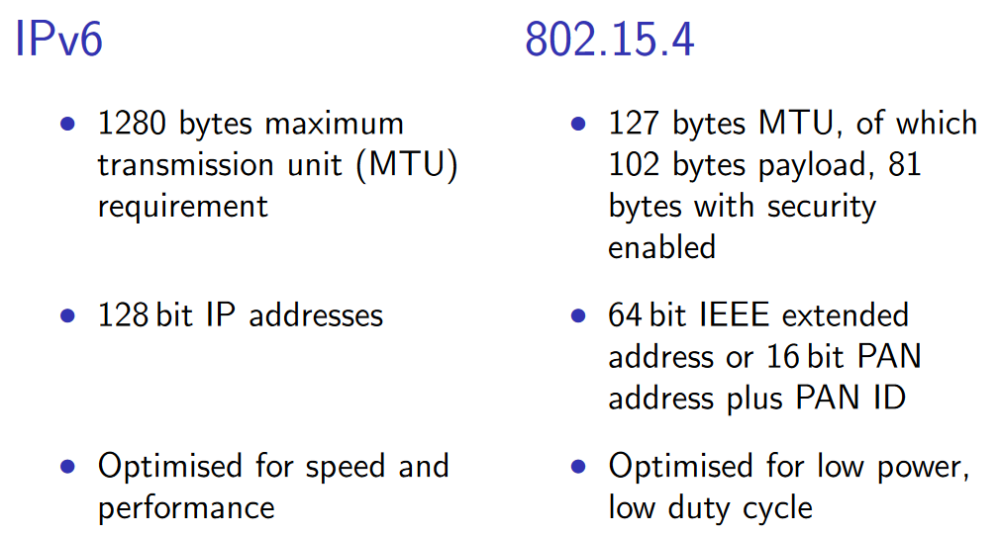 IPv6
• 1280 bytes maximum
transmission unit (MTU)
requirement
• 128 bit IP addresses
• Optimised for speed and
performance
802.15.4
• 127 bytes MTU, of which
102 bytes payload, 81
bytes with security
enabled
• 64 bit IEEE extended
address or 16 bit PAN
address plus PAN ID
• Optimised for low power,
low duty cycle